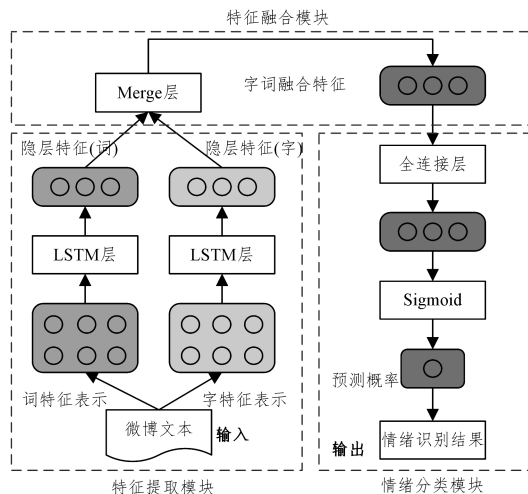 特征融合模块
字词融合特征
Merge层
隐层特征(词)
隐层特征(字)
全连接层
LSTM层
LSTM层
Sigmoid
词特征表示
字特征表示
预测概率
微博文本
输入
输出
情绪识别结果
特征提取模块
情绪分类模块